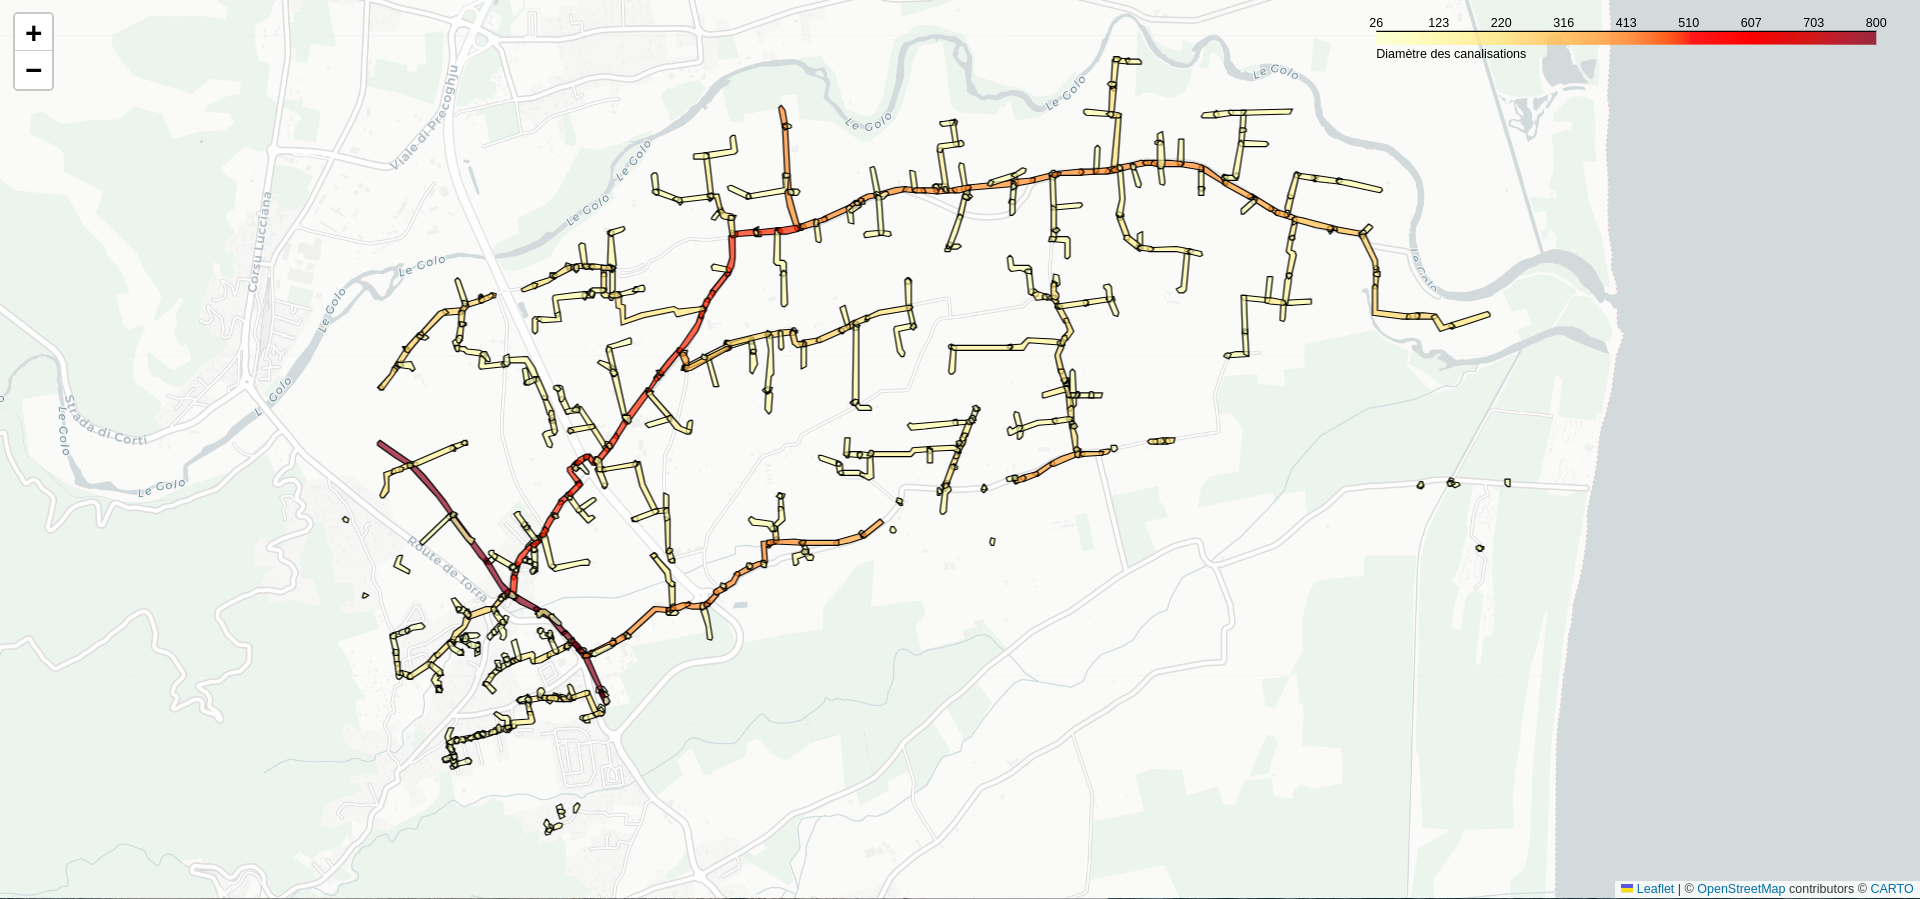 +
−
26 123 220 316 413 510 607 703 800
Diamètre des canalisations
Le Golo
Le Golo
Le Golo
Viale di Precoghju
Le Golo
Le Golo
Corsu Lucciana
Le Golo
Le Golo
Le Golo
Strada di Corti
Le Golo
Le Golo
Route de Torra
Leaflet | © OpenStreetMap contributors © CARTO